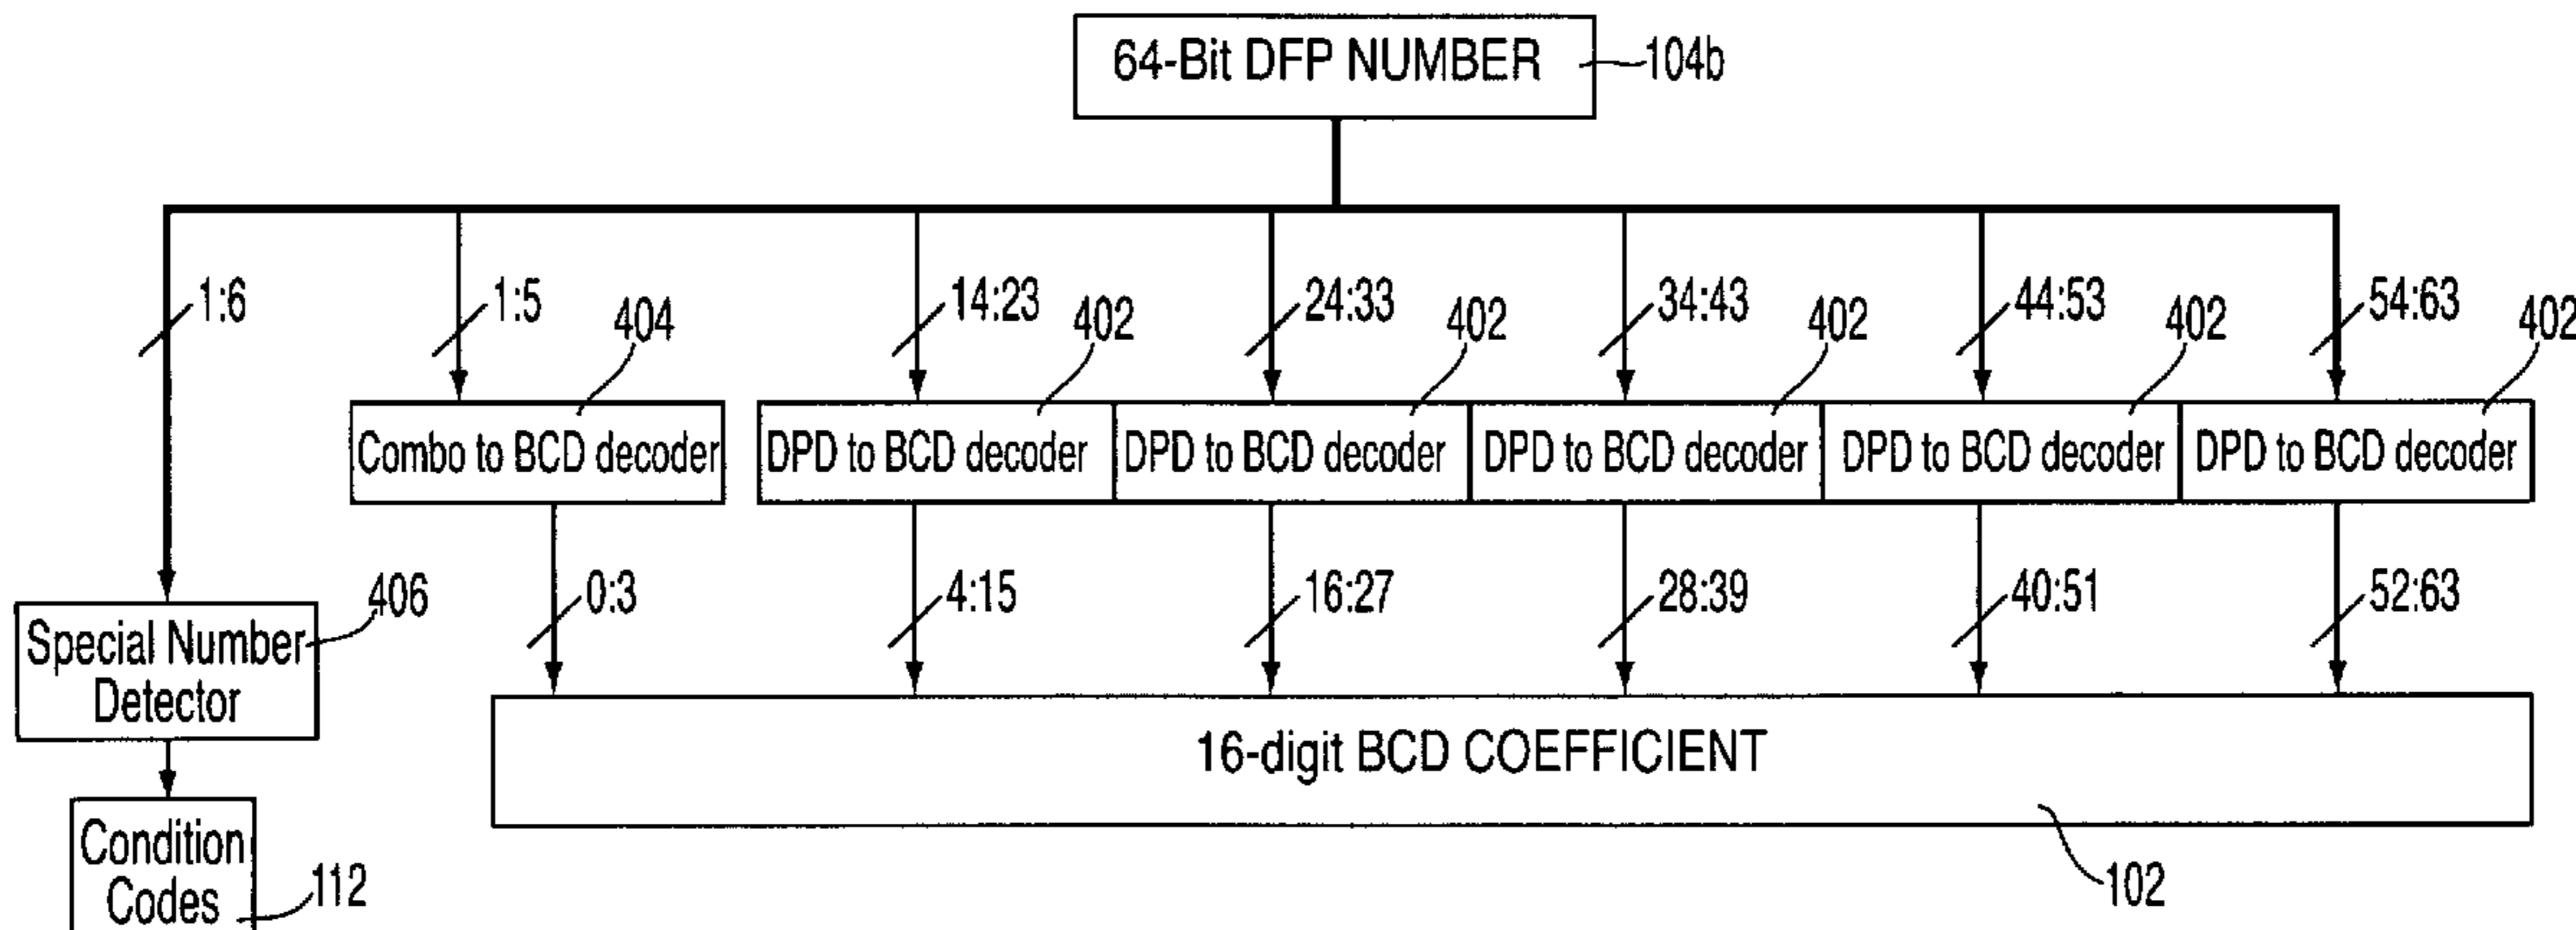 64-Bit DFP NUMBER
104b
1:6
1:5
14:23
24:33
34:43
44:53
54:63
404
402
402
402
402
402
Combo to BCD decoder
DPD to BCD decoder
DPD to BCD decoder
DPD to BCD decoder
DPD to BCD decoder
DPD to BCD decoder
0:3
4:15
16:27
28:39
40:51
52:63
Special Number
Detector
406
16-digit BCD COEFFICIENT
102
Condition
Codes
112